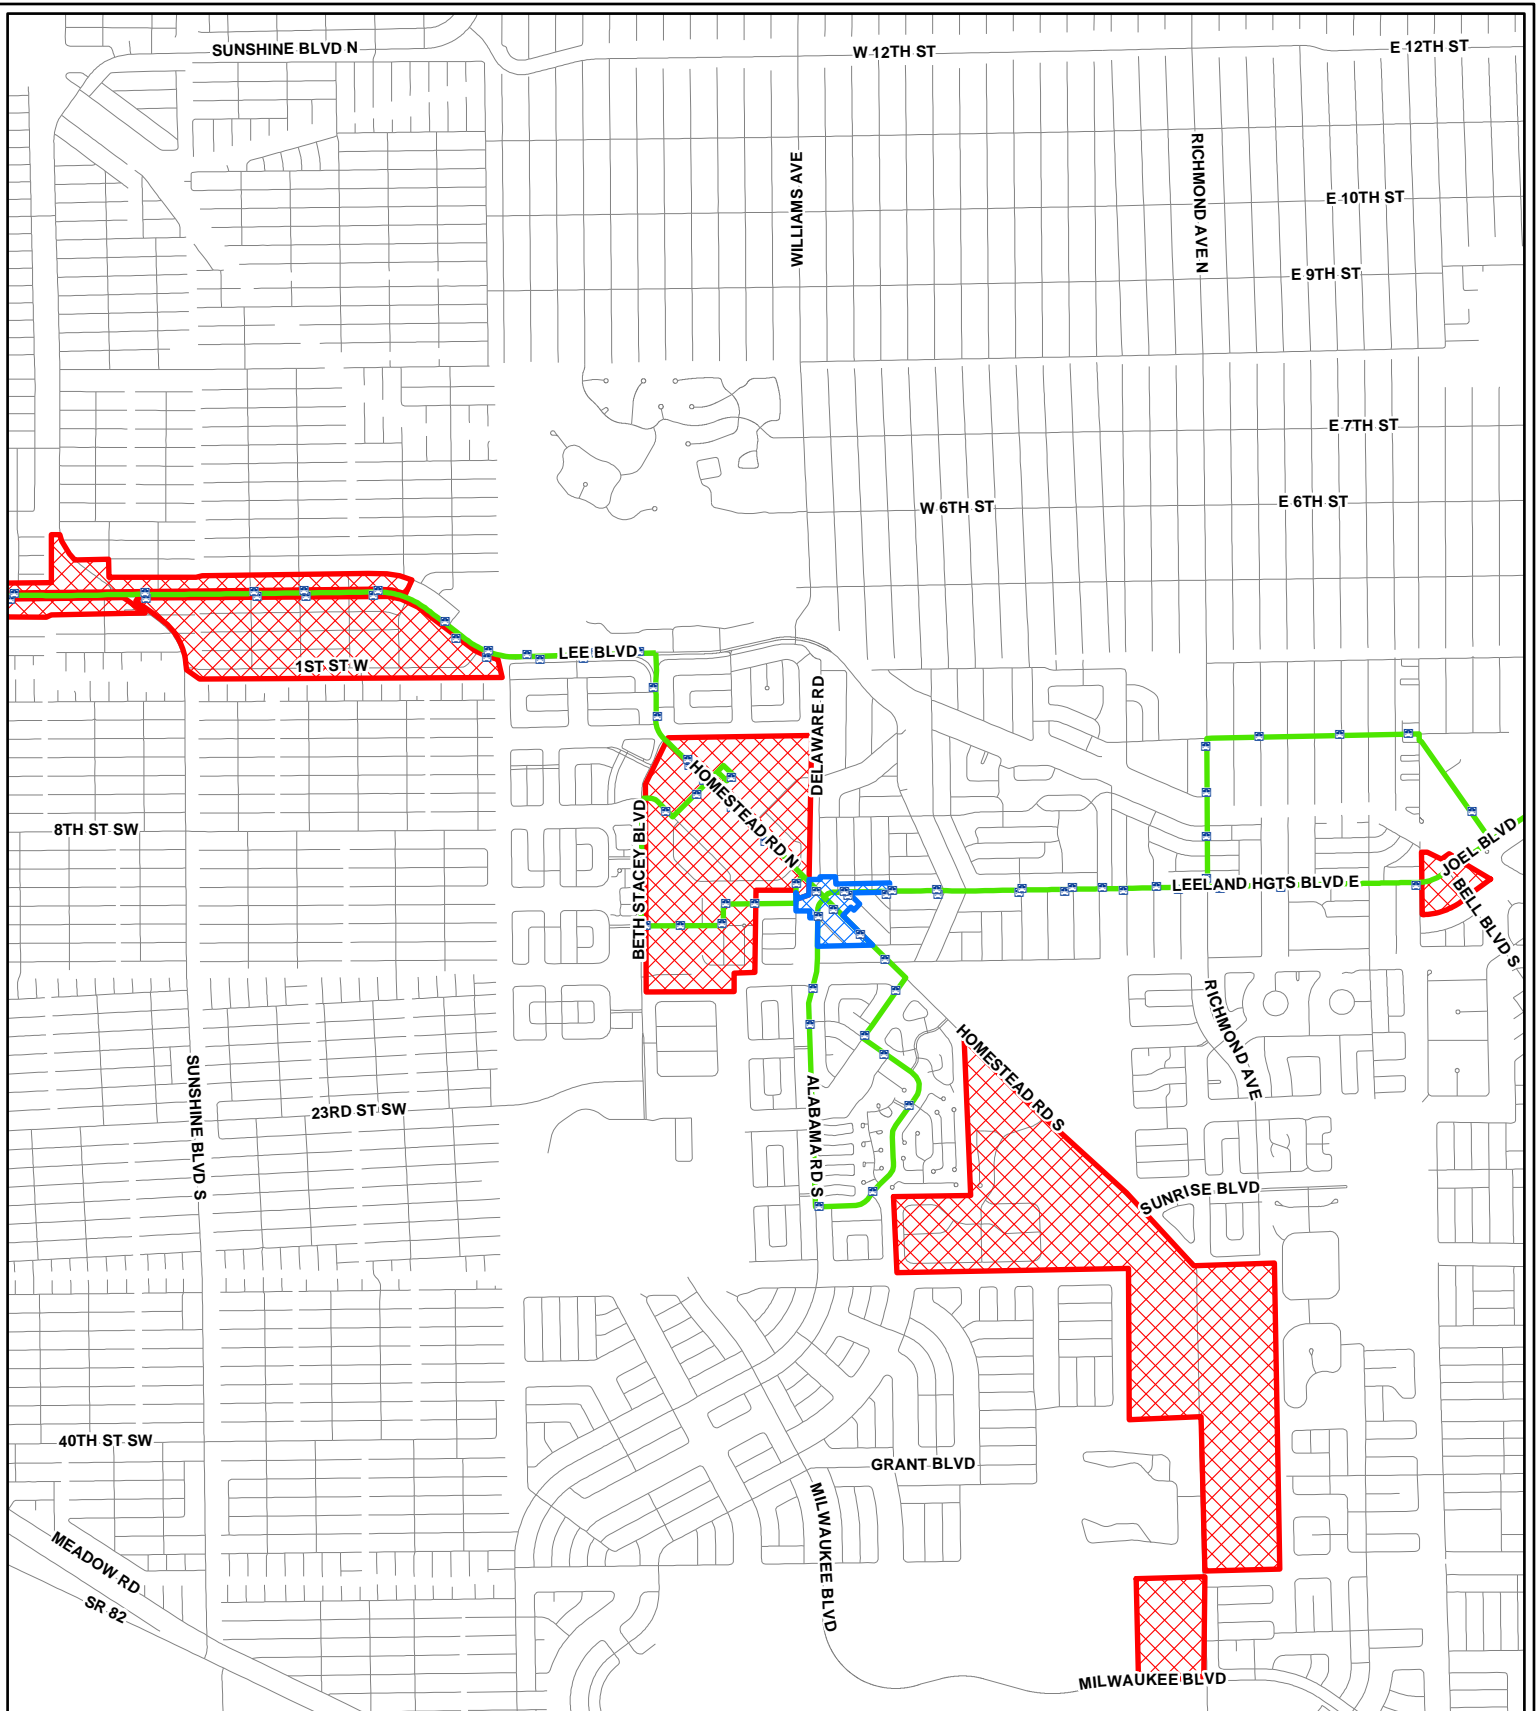 SUNSHINE BLVD N
W 12TH ST
E 12TH ST
WILLIAMS AVE
RICHMOND AVE N
E 10TH ST
E 9TH ST
E 7TH ST
W 6TH ST
E 6TH ST
LEE BLVD
1ST ST W
DELAWARE RD
HOMESTEAD RD N
BETH STACEY BLVD
8TH ST SW
JOEL BLVD
LEELAND HGTS BLVD E
BELL BLVD S
RICHMOND AVE
HOMESTEAD RD S
SUNSHINE BLVD S
23RD ST SW
ALABAMA RD S
SUNRISE BLVD
40TH ST SW
GRANT BLVD
MILWAUKEE BLVD
MEADOW RD
SR 82
MILWAUKEE BLVD